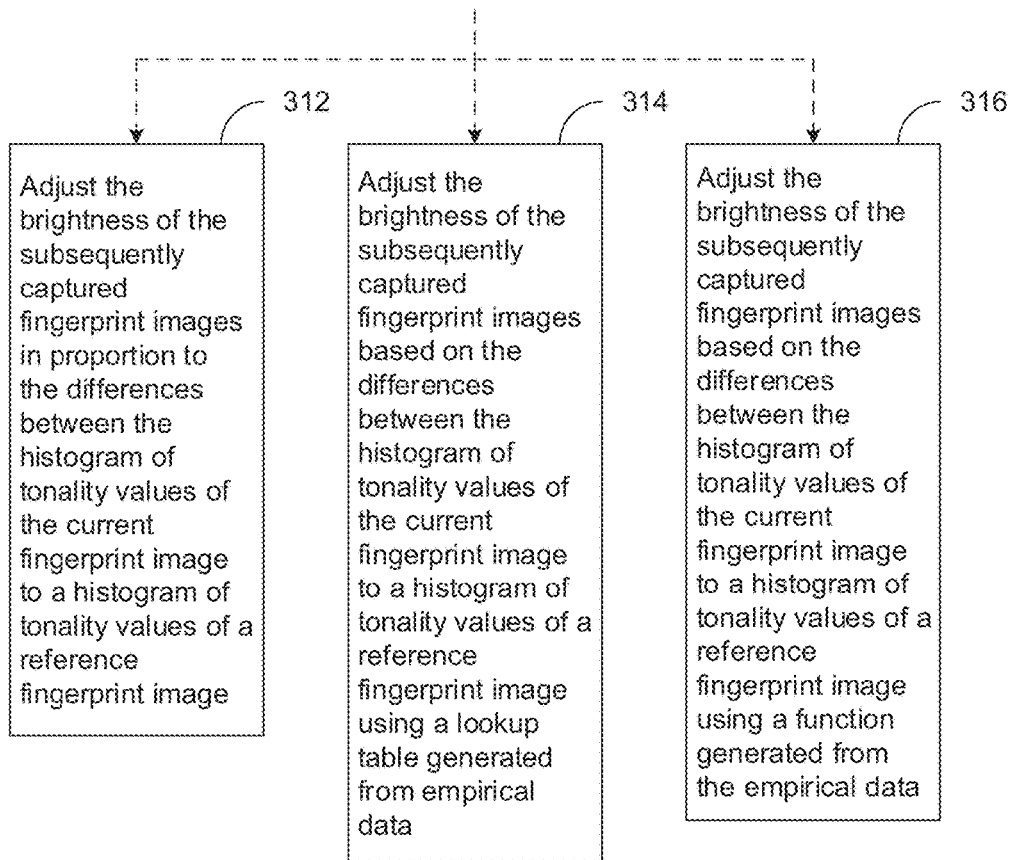 312
Adjust the
brightness of the
subsequently
captured
fingerprint images
in proportion to
the differences
between the
histogram of
tonality values of
the current
fingerprint image
to a histogram of
tonality values of a
reference
fingerprint image
314
Adjust the
brightness of the
subsequently
captured
fingerprint images
based on the
differences
between the
histogram of
tonality values of
the current
fingerprint image
to a histogram of
tonality values of a
reference
fingerprint image
using a lookup
table generated
from empirical
data
316
Adjust the
brightness of the
subsequently
captured
fingerprint images
based on the
differences
between the
histogram of
tonality values of
the current
fingerprint image
to a histogram of
tonality values of a
reference
fingerprint image
using a function
generated from
the empirical data